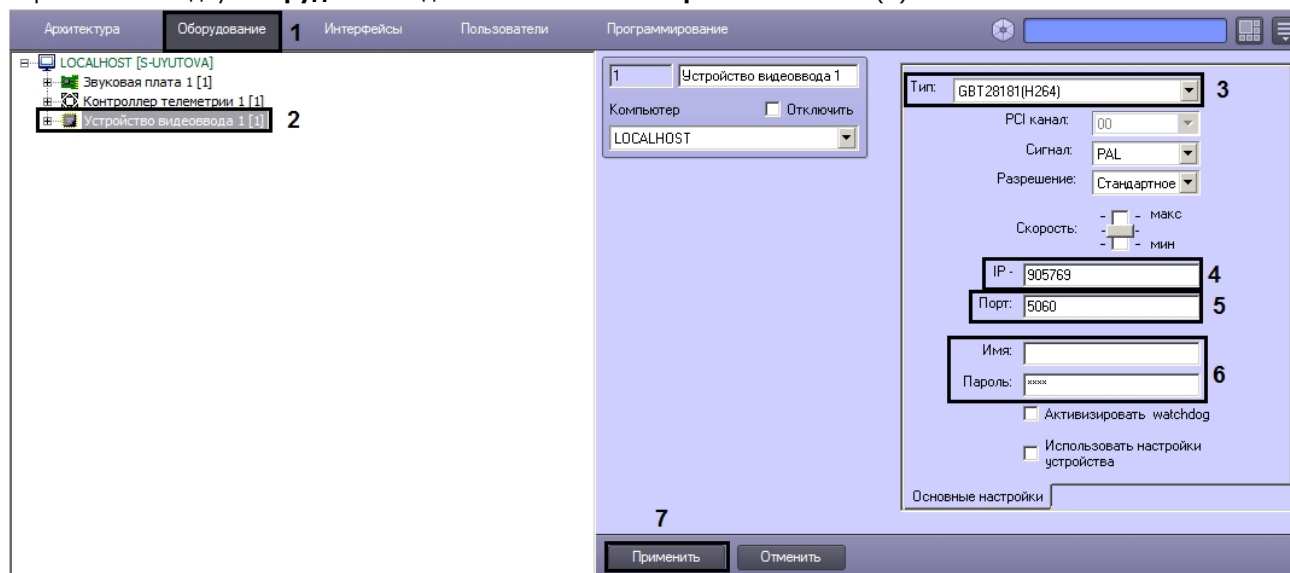 Архитектура Оборудование 1 Интерфейсы Пользователи Программирование
LOCALHOST [S-UYUTOVA]
Звуковая плата 1 [1]
Контроллер телеметрии 1 [1]
Устройство видеоввода 1 [1] 2
1 Устройство видеоввода 1
Компьютер Отключить
LOCALHOST
Тип: GBT28181(H264) 3
PCI канал: 00
Сигнал: PAL
Разрешение: Стандартное
Скорость: макс
мин
IP - 905769 4
Порт: 5060 5
Имя:
Пароль: xxxx 6
Активизировать watchdog
Использовать настройки
устройства
Основные настройки
7
Применить Отменить